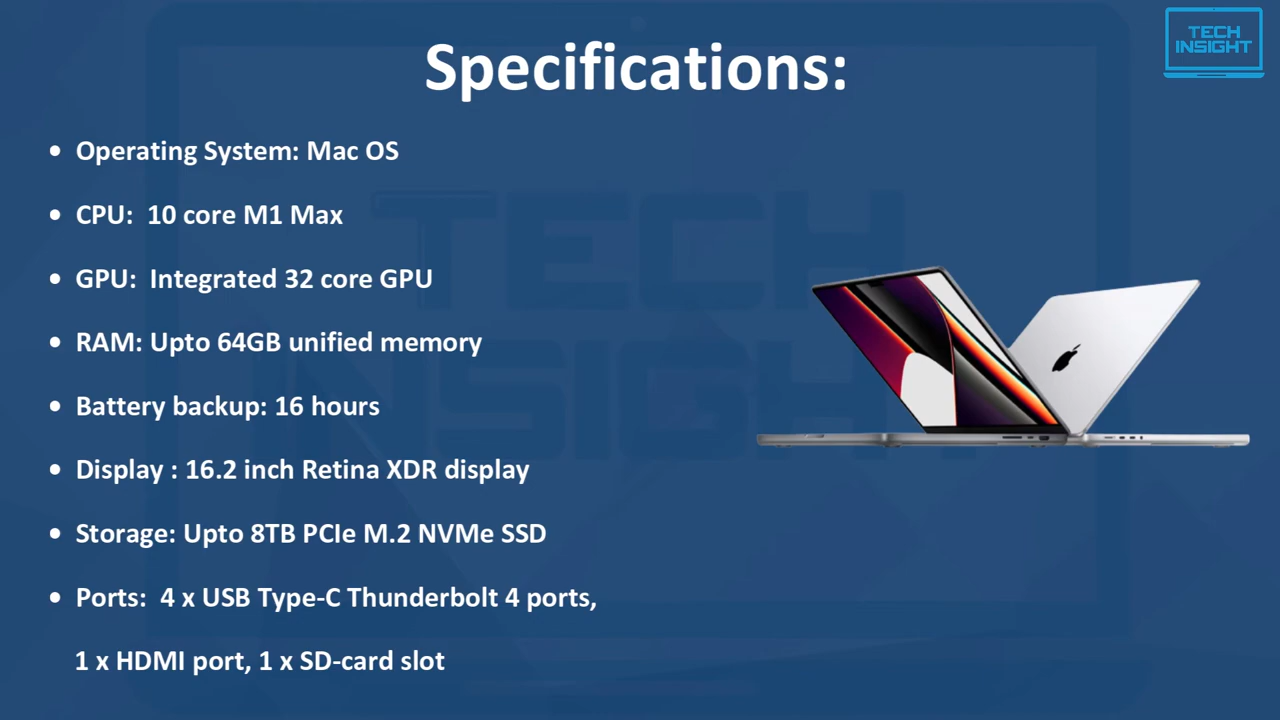 TECH
INSIGHT
Specifications:
• Operating System: Mac OS
• CPU:  10 core M1 Max
• GPU:  Integrated 32 core GPU
• RAM: Upto 64GB unified memory
• Battery backup: 16 hours
• Display : 16.2 inch Retina XDR display
• Storage: Upto 8TB PCIe M.2 NVMe SSD
• Ports:  4 x USB Type-C Thunderbolt 4 ports,
1 x HDMI port, 1 x SD-card slot
TECH
INSIGHT